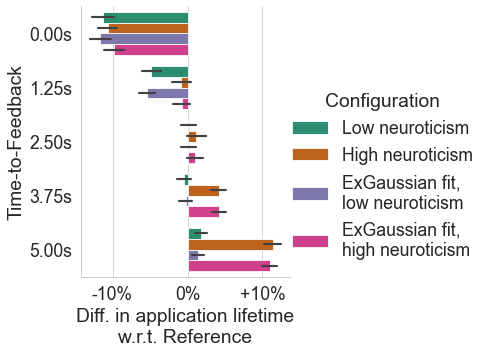 Time-to-Feedback
0.00s
1.25s
2.50s
3.75s
5.00s
-10%
0%
+10%
Diff. in application lifetime
w.r.t. Reference
Configuration
Low neuroticism
High neuroticism
ExGaussian fit,
low neuroticism
ExGaussian fit,
high neuroticism